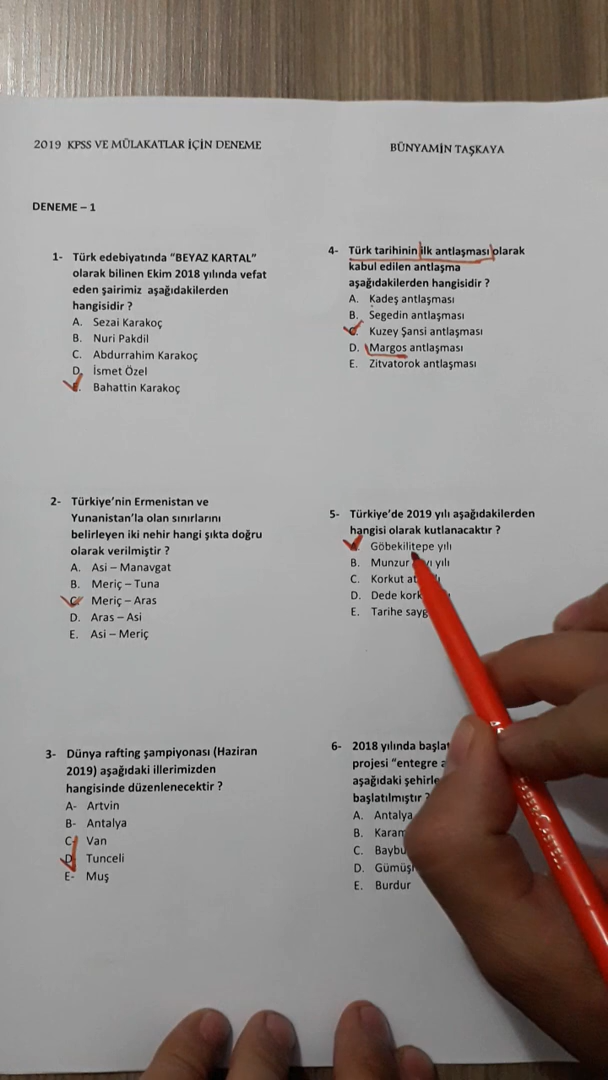 2019 KPSS VE MÜLAKATLAR İÇİN DENEME
BÜNYAMİN TAŞKAYA
DENEME – 1
1- Türk edebiyatında “BEYAZ KARTAL”
olarak bilinen Ekim 2018 yılında vefat
eden şairimiz aşağıdakilerden
hangisidir ?
A. Sezai Karakoç
B. Nuri Pakdil
C. Abdurrahim Karakoç
D. İsmet Özel
Bahattin Karakoç
2- Türkiye’nin Ermenistan ve
Yunanistan’la olan sınırlarını
belirleyen iki nehir hangi şıkta doğru
olarak verilmiştir ?
A. Asi – Manavgat
B. Meriç – Tuna
C. Meriç – Aras
D. Aras – Asi
E. Asi – Meriç
3- Dünya rafting şampiyonası (Haziran
2019) aşağıdaki illerimizden
hangisinde düzenlenecektir ?
A- Artvin
B- Antalya
C- Van
D- Tunceli
E- Muş
4- Türk tarihinin ilk antlaşması olarak
kabul edilen antlaşma
aşağıdakilerden hangisidir ?
A. Kadeş antlaşması
B. Segedin antlaşması
C. Kuzey Şansi antlaşması
D. Margos antlaşması
E. Zitvatorok antlaşması
5- Türkiye’de 2019 yılı aşağıdakilerden
hangisi olarak kutlanacaktır ?
A. Göbekilitepe yılı
B. Munzur yılı
C. Korkut
D. Dede
E. Tarihe
6- 2018 yılında
projesi “entegre
aşağıdaki
başlatılmıştır ?
A. Antalya
B.
C.
D.
E. Burdur